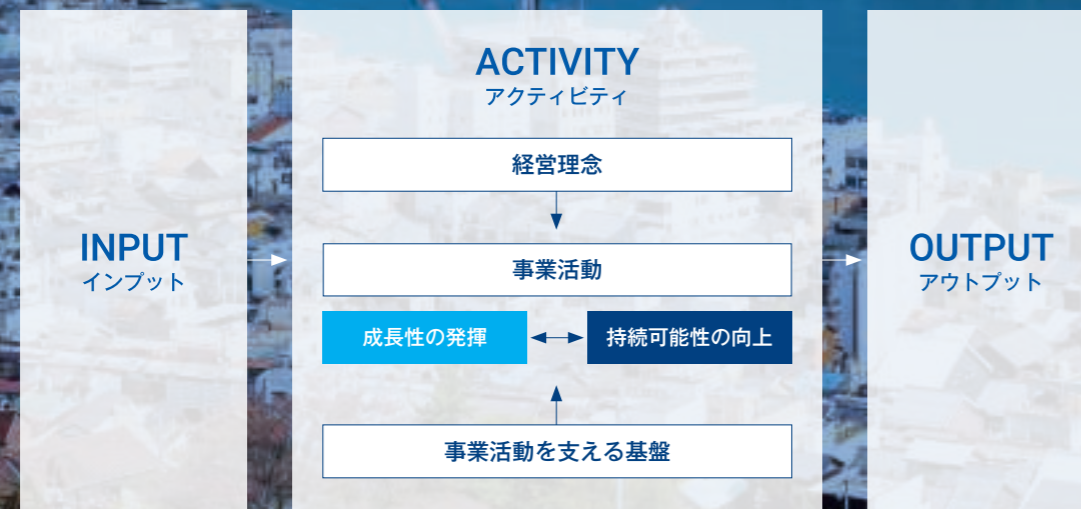 INPUT
インプット
ACTIVITY
アクティビティ
経営理念
事業活動
成長性の発揮
持続可能性の向上
事業活動を支える基盤
OUTPUT
アウトプット